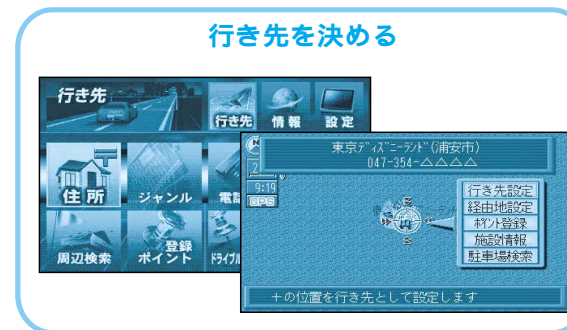 行き先を決める
行き先
行き先 情報 設定
住所 ジャンル 電話
周辺検索 登録ポイント ドライブ
東京ディズニーランド(浦安市)
047-354-△△△△
9:19
GPS
行き先設定
経由地設定
ポイント登録
施設情報
駐車場検索
+の位置を行き先として設定します